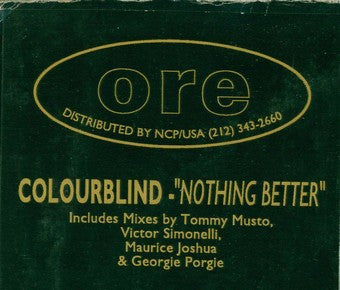 ore
DISTRIBUTED BY NCP/USA (212) 343-2660
COLOURBLIND - "NOTHING BETTER"
Includes Mixes by Tommy Musto,
Victor Simonelli,
Maurice Joshua
& Georgie Porgie